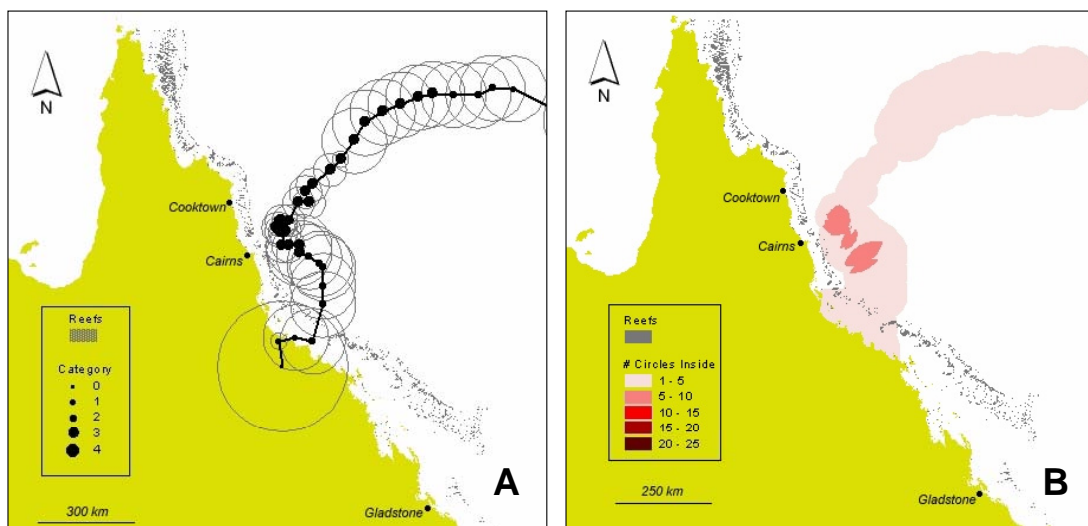 N
Cooktown
Cairns
Reefs
Category
0
1
2
3
4
300 km
Gladstone
A
N
Cooktown
Cairns
Reefs
# Circles Inside
1 - 5
5 - 10
10 - 15
15 - 20
20 - 25
250 km
Gladstone
B